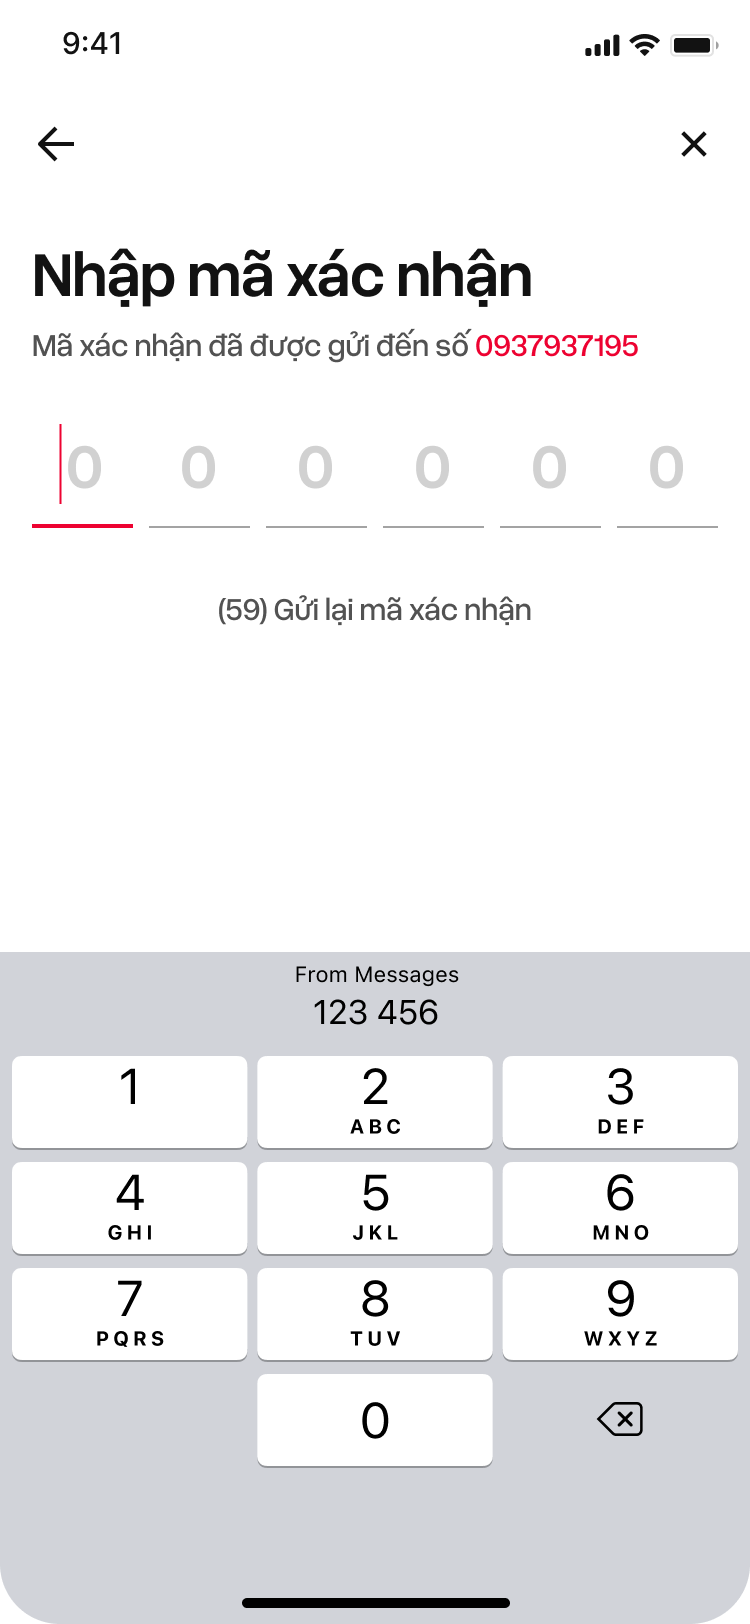 9:41
Nhập mã xác nhận
Mã xác nhận đã được gửi đến số 0937937195
0 0 0 0 0 0
(59) Gửi lại mã xác nhận
From Messages
123 456
1 2 3
ABC DEF
4 5 6
GHI JKL MNO
7 8 9
PQRS TUV WXYZ
0